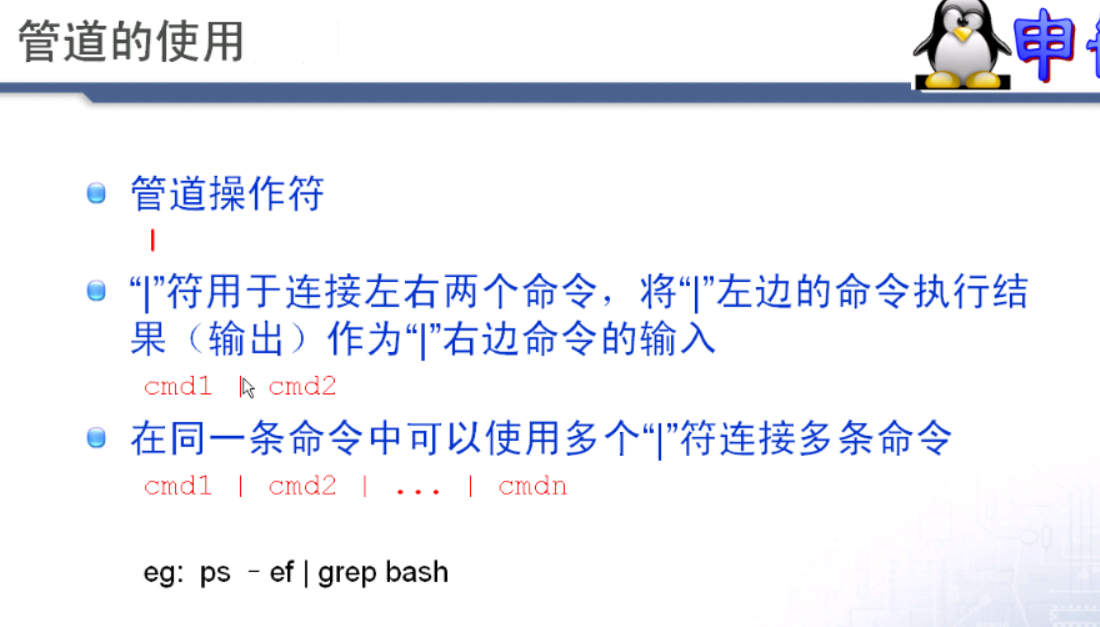 管道的使用
申
管道操作符
|
“|”符用于连接左右两个命令，将“|”左边的命令执行结
果（输出）作为“|”右边命令的输入
cmd1 | cmd2
在同一条命令中可以使用多个“|”符连接多条命令
cmd1 | cmd2 | ... | cmdn
eg: ps －ef | grep bash